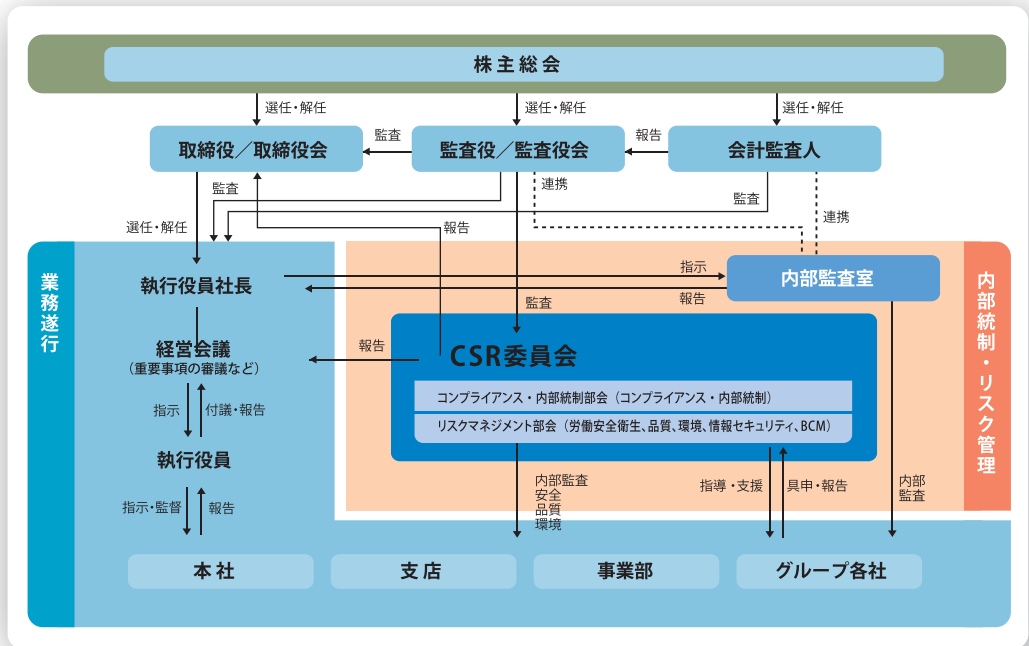 株主総会
選任・解任
選任・解任
選任・解任
取締役／取締役会
監査
監査役／監査役会
報告
会計監査人
監査
連携
監査
選任・解任
報告
連携
業務遂行
執行役員社長
指示
報告
内部監査室
内部統制・リスク管理
監査
経営会議
（重要事項の審議など）
報告
CSR委員会
コンプライアンス・内部統制部会（コンプライアンス・内部統制）
リスクマネジメント部会（労働安全衛生、品質、環境、情報セキュリティ、BCM）
指示
付議・報告
執行役員
指示・監督
報告
内部監査
安全
品質
環境
指導・支援
具申・報告
内部
監査
本社
支店
事業部
グループ各社